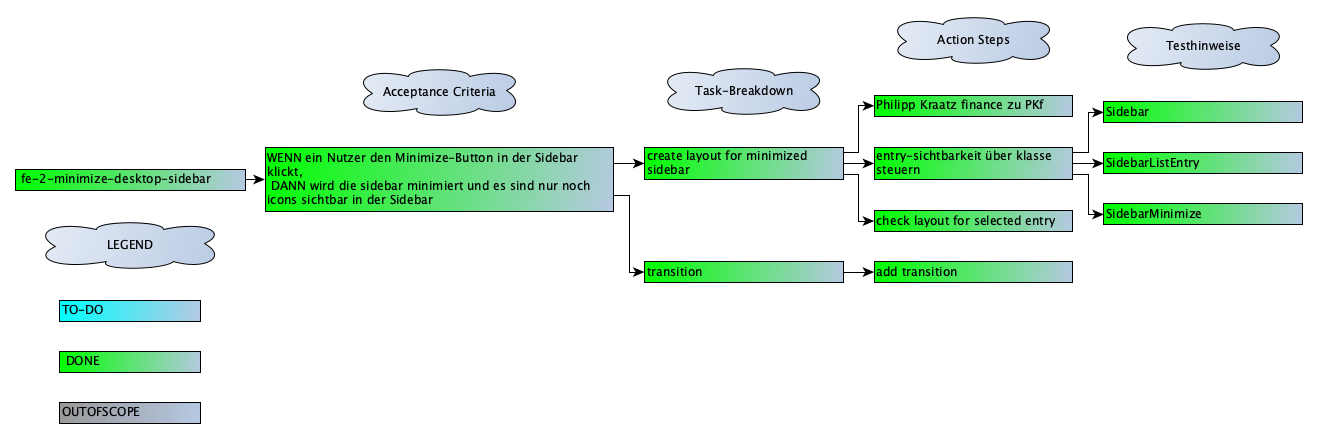 Action Steps
Testhinweise
Acceptance Criteria
Task-Breakdown
Philipp Kraatz finance zu PKf
Sidebar
WENN ein Nutzer den Minimize-Button in der Sidebar
klickt,
DANN wird die sidebar minimiert und es sind nur noch
icons sichtbar in der Sidebar
create layout for minimized
sidebar
entry-sichtbarkeit über klasse
steuern
SidebarListEntry
fe-2-minimize-desktop-sidebar
check layout for selected entry
SidebarMinimize
LEGEND
transition
add transition
TO-DO
DONE
OUTOFSCOPE